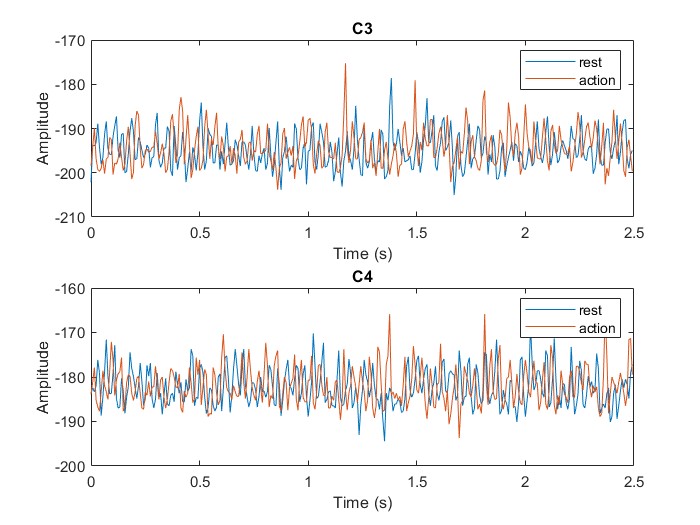 C3
-170
-180
-190
-200
-210
Amplitude
rest
action
0 0.5 1 1.5 2 2.5
Time (s)
C4
-160
-170
-180
-190
-200
Amplitude
rest
action
0 0.5 1 1.5 2 2.5
Time (s)